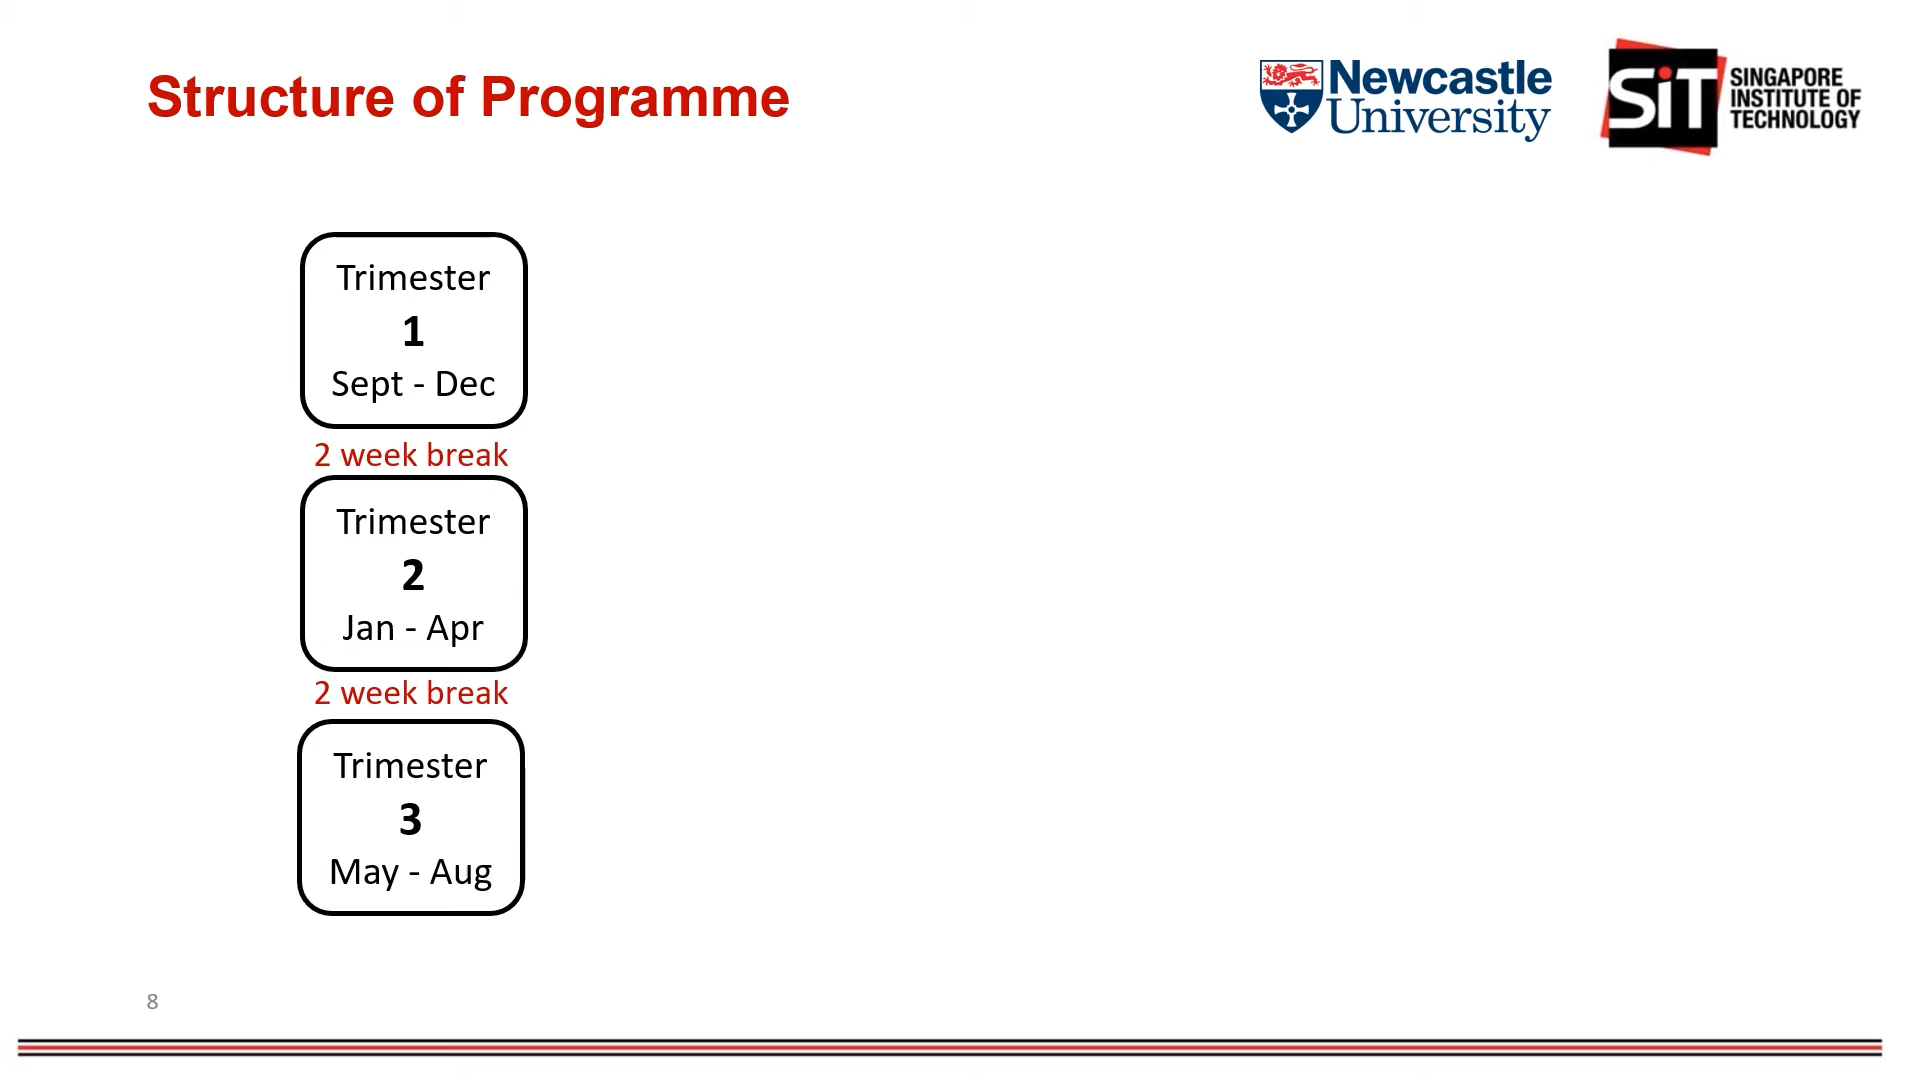 Structure of Programme
Newcastle
University
SiT
SINGAPORE
INSTITUTE OF
TECHNOLOGY
Trimester
1
Sept - Dec
2 week break
Trimester
2
Jan - Apr
2 week break
Trimester
3
May - Aug
8